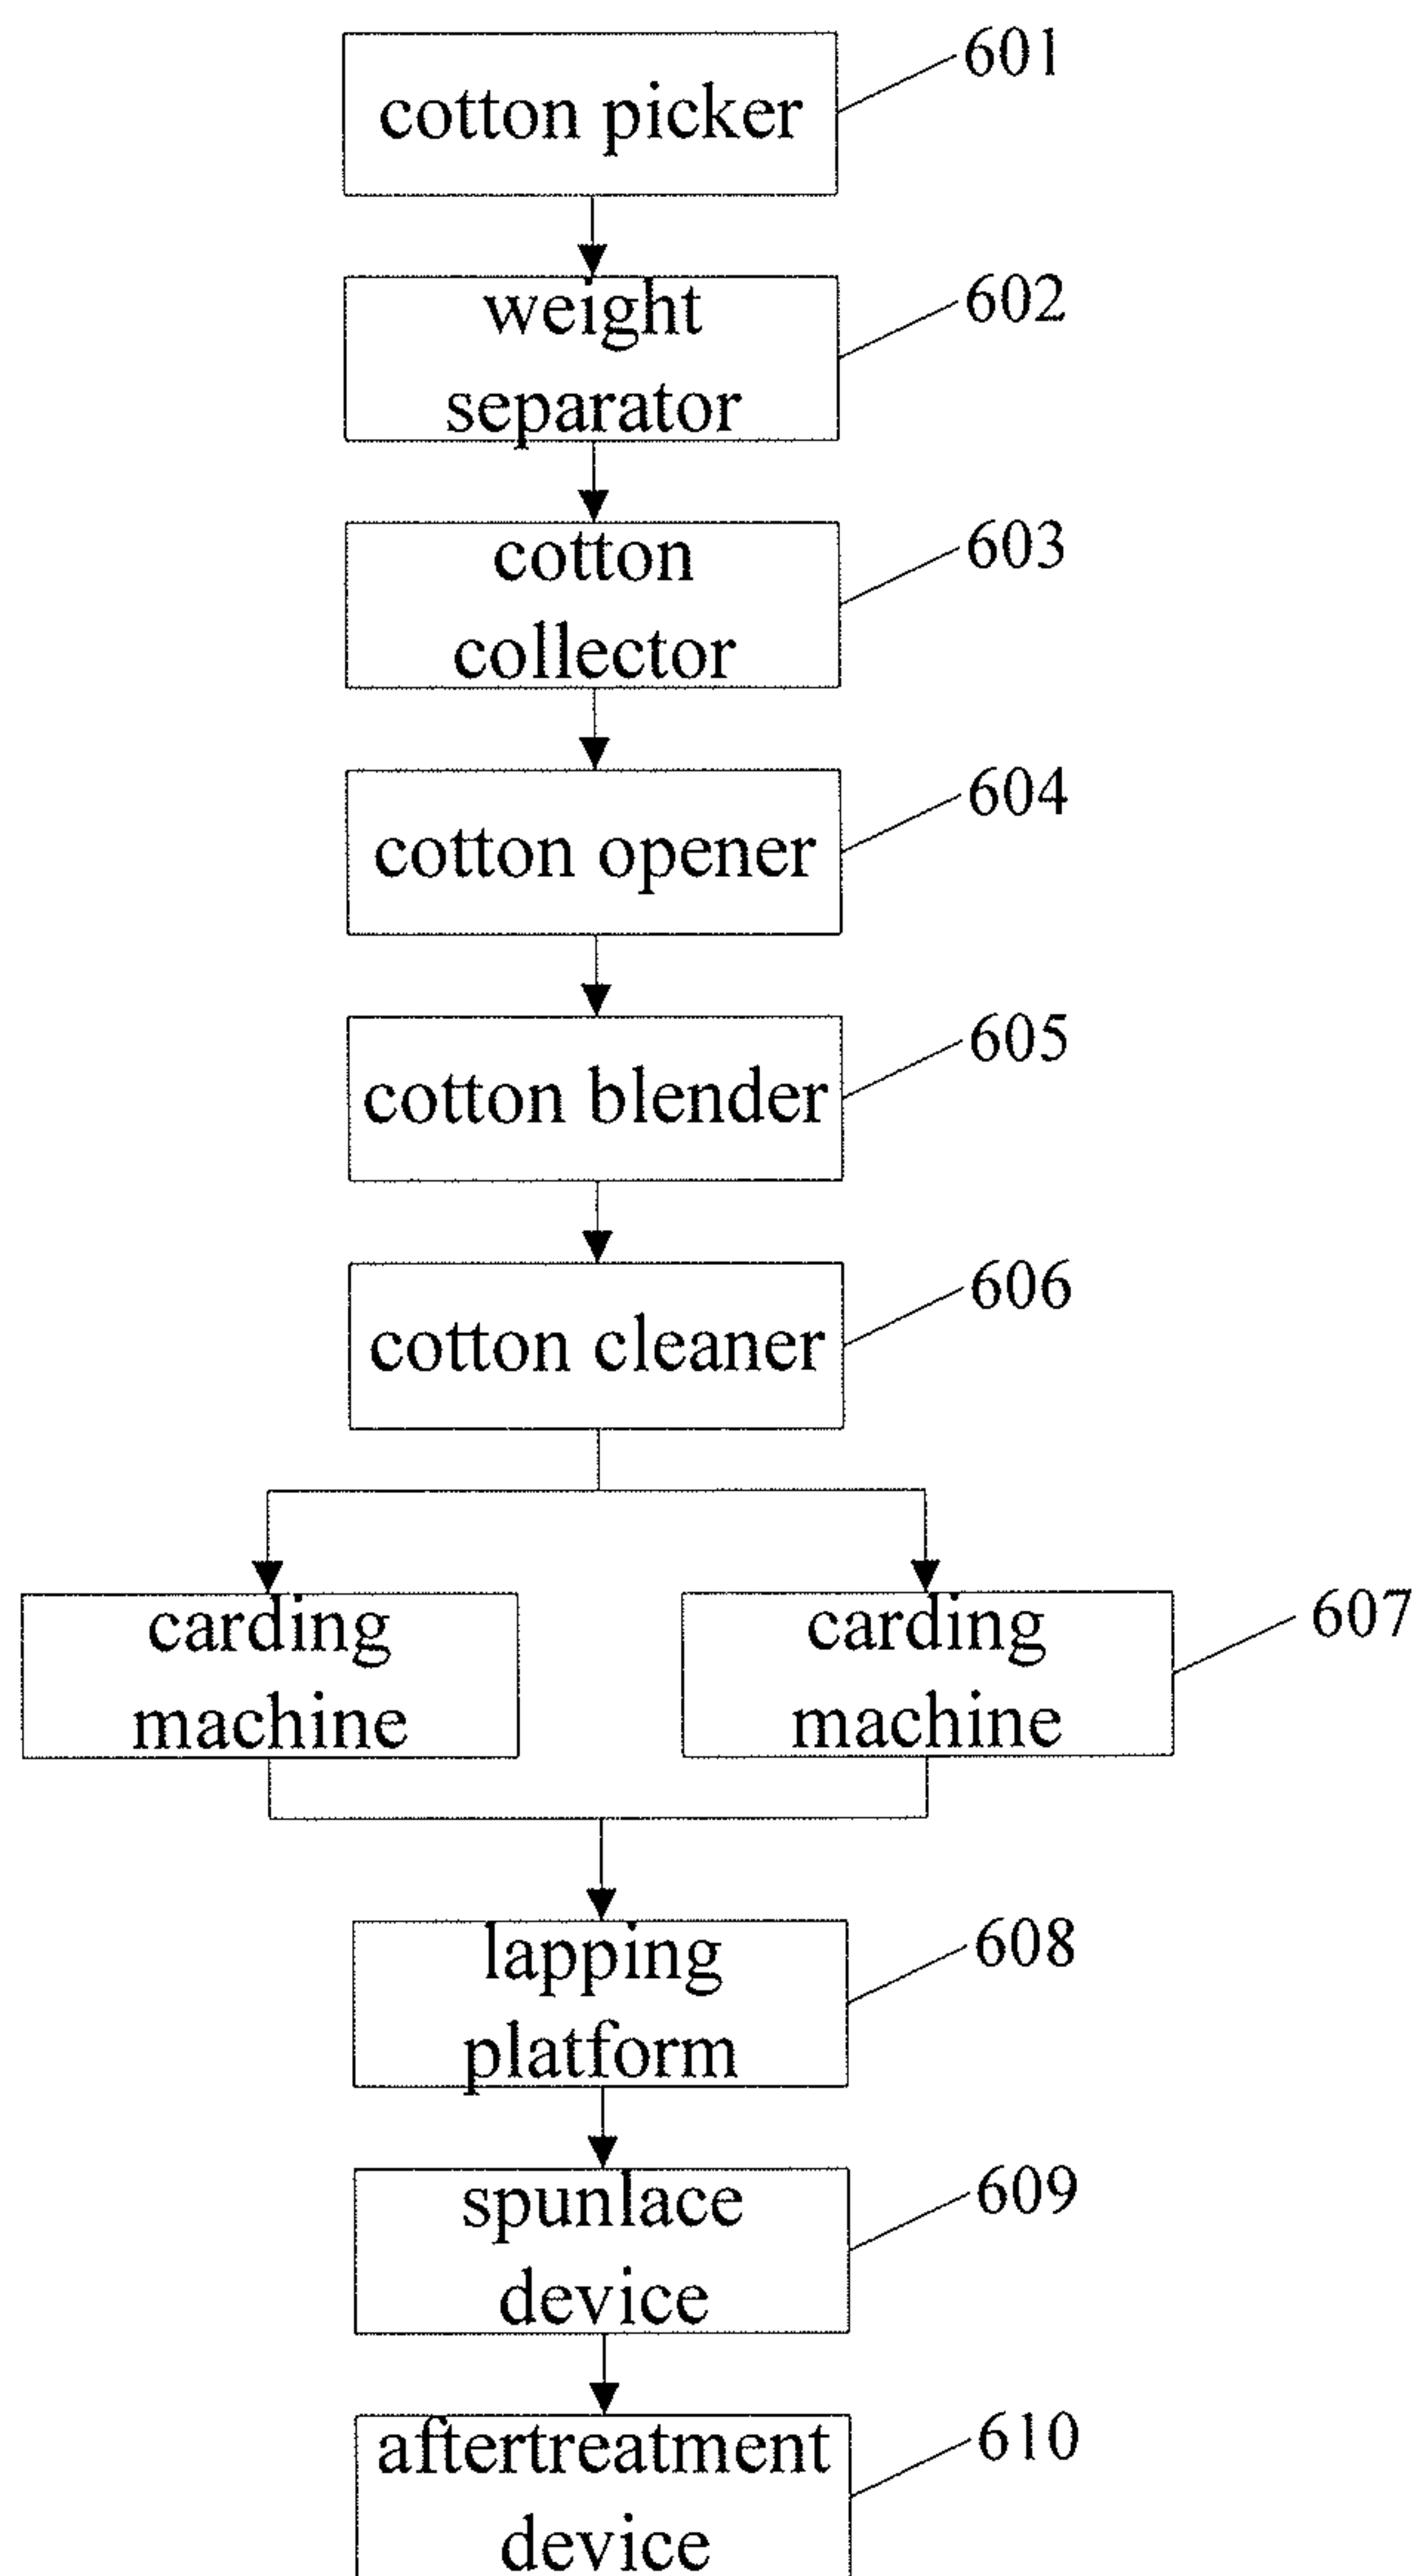 cotton picker
601
weight
separator
602
cotton
collector
603
cotton opener
604
cotton blender
605
cotton cleaner
606
carding
machine
carding
machine
607
lapping
platform
608
spunlace
device
609
aftertreatment
device
610